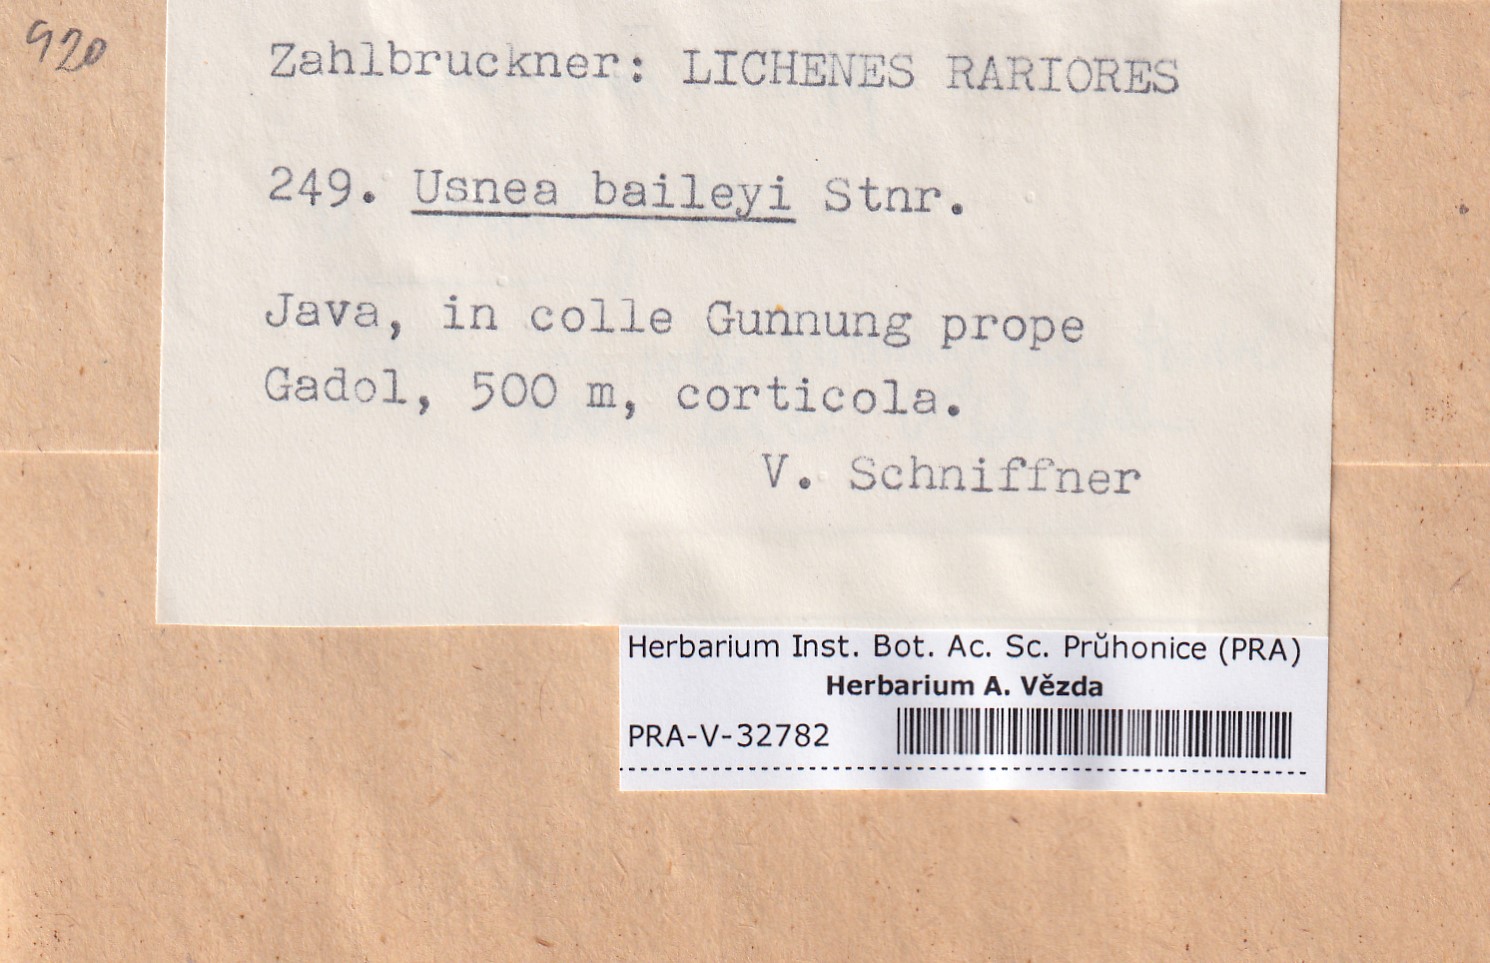 920
Zahlbruckner: LICHENES RARIORES
249. Usnea baileyi Stnr.
Java, in colle Gunnung prope
Gadol, 500 m, corticola.
V. Schniffner
Herbarium Inst. Bot. Ac. Sc. Prŭhonice (PRA)
Herbarium A. Vězda
PRA-V-32782